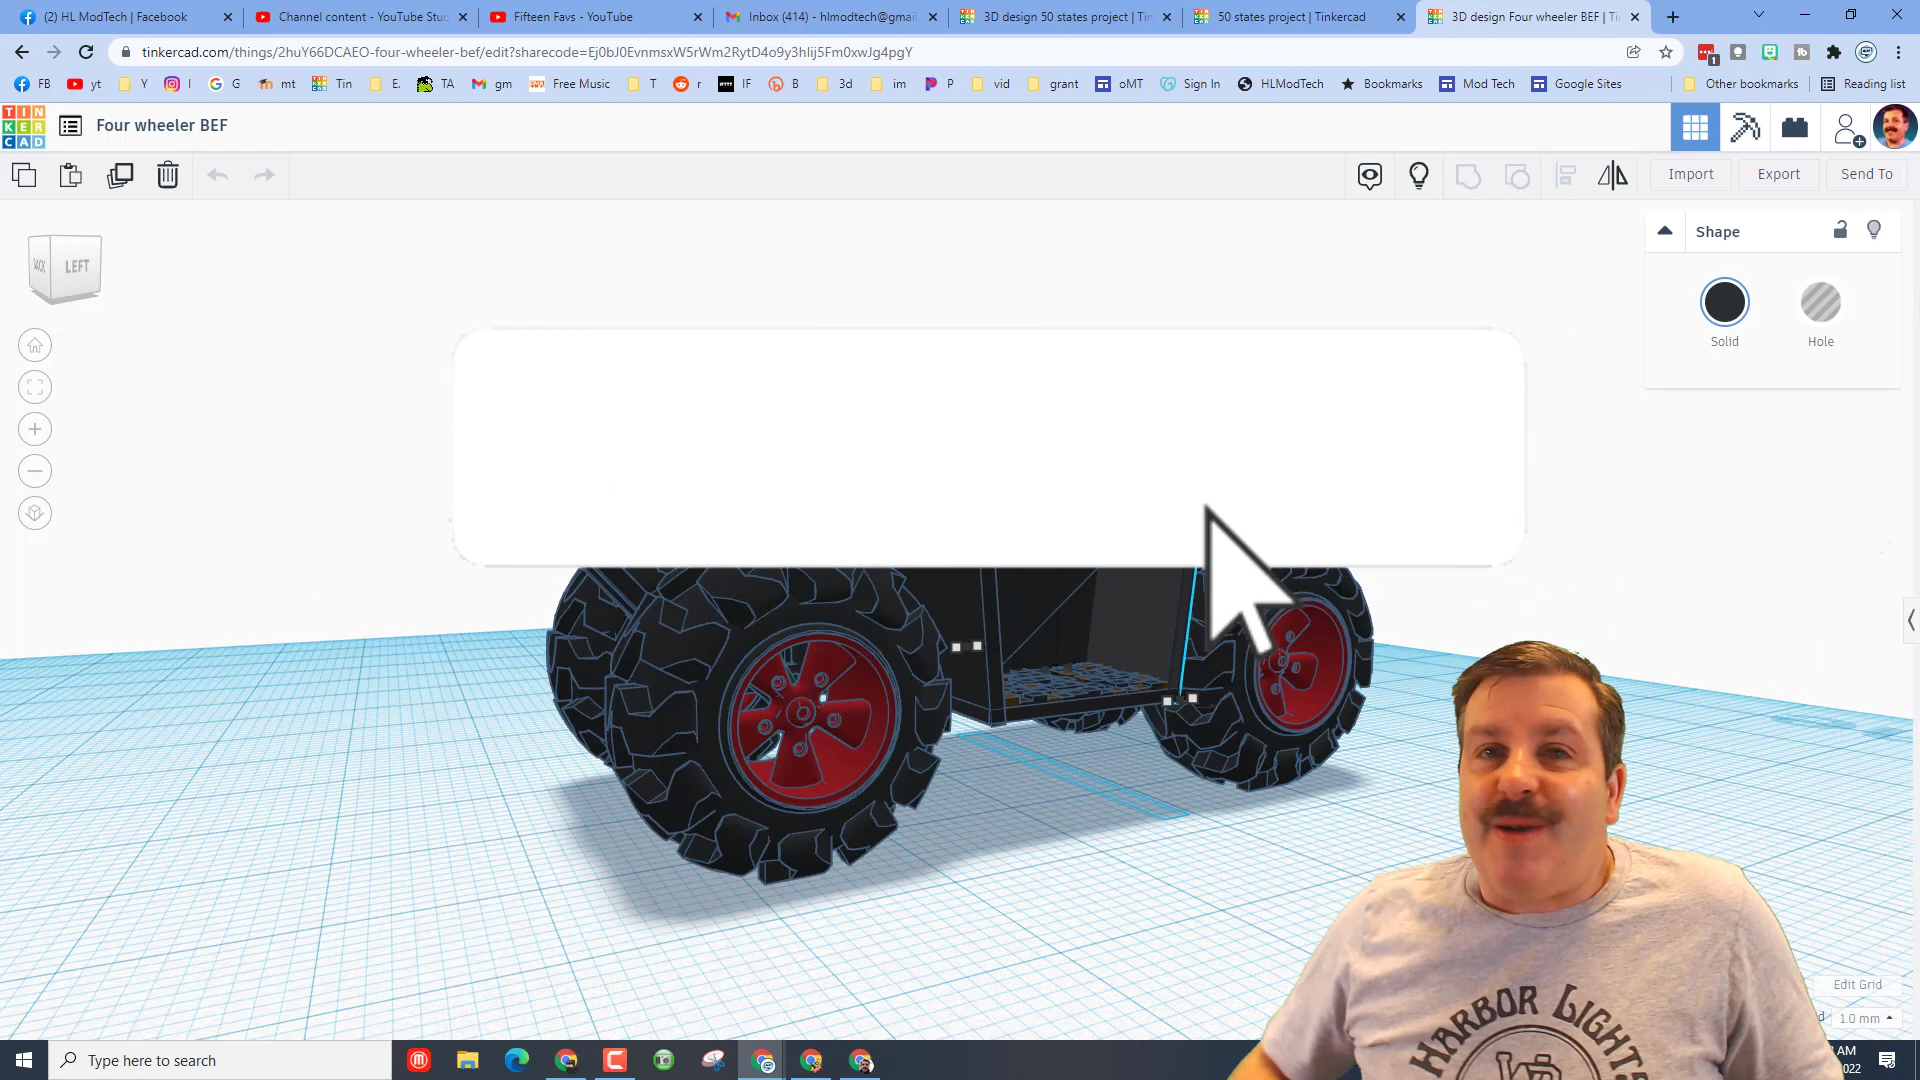 (2) HL ModTech | Facebook
Channel content - YouTube Stud
Fifteen Favs - YouTube
Inbox (414) - hlmodtech@gmail
3D design 50 states project | Tin
50 states project | Tinkercad
3D design Four wheeler BEF | Ti
tinkercad.com/things/2huY66DCAEO-four-wheeler-bef/edit?sharecode=Ej0bJ0EvnmsxW5rWm2RytD4o9y3hlij5Fm0xwJg4pgY
1
FB yt Y I G mt Tin E. TA gm Free Music T r IF B 3d im P vid grant oMT Sign In HLModTech Bookmarks Mod Tech Google Sites Other bookmarks Reading list
TIN
KER
CAD
Four wheeler BEF
Import
Export
Send To
BACK
LEFT
Shape
Solid
Hole
Edit Grid
1.0 mm
HARBOR LIGHTS
Type here to search
AM
2022